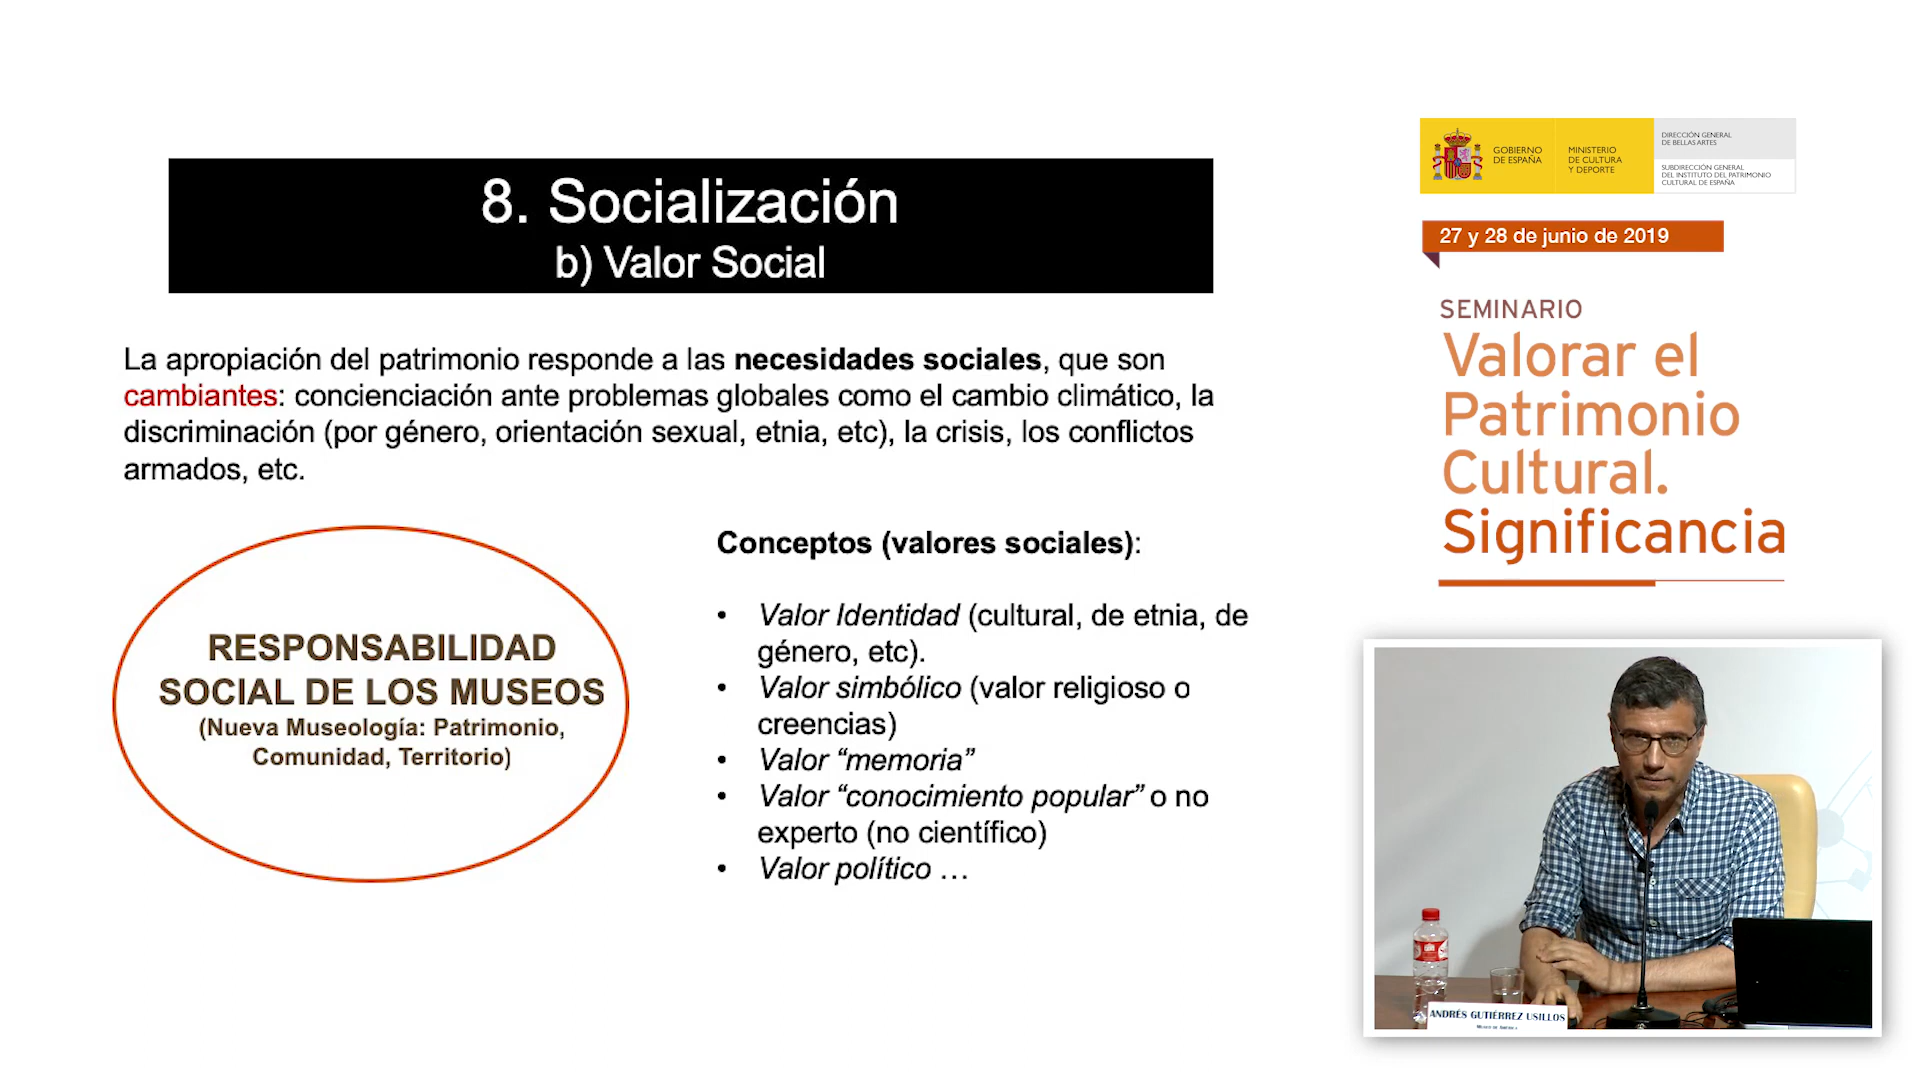 8. Socialización
b) Valor Social
La apropiación del patrimonio responde a las necesidades sociales, que son
cambiantes: concienciación ante problemas globales como el cambio climático, la
discriminación (por género, orientación sexual, etnia, etc), la crisis, los conflictos
armados, etc.
RESPONSABILIDAD
SOCIAL DE LOS MUSEOS
(Nueva Museología: Patrimonio,
Comunidad, Territorio)
Conceptos (valores sociales):
• Valor Identidad (cultural, de etnia, de
género, etc).
• Valor simbólico (valor religioso o
creencias)
• Valor “memoria”
• Valor “conocimiento popular” o no
experto (no científico)
• Valor político …
GOBIERNO
DE ESPAÑA
MINISTERIO
DE CULTURA
Y DEPORTE
DIRECCIÓN GENERAL
DE BELLAS ARTES
SUBDIRECCIÓN GENERAL
DEL INSTITUTO DEL PATRIMONIO
CULTURAL DE ESPAÑA
27 y 28 de junio de 2019
SEMINARIO
Valorar el
Patrimonio
Cultural.
Significancia
ANDRÉS GUTIÉRREZ USILLOS
MUSEO DE AMÉRICA